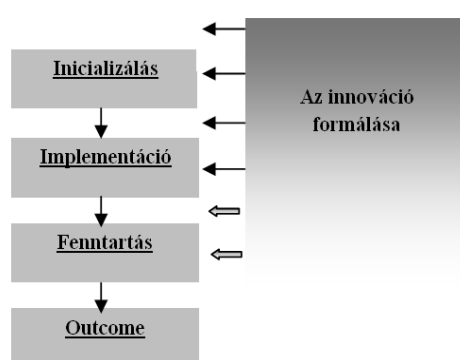 Inicializálás
Az innováció
formálása
Implementáció
Fenntartás
Outcome